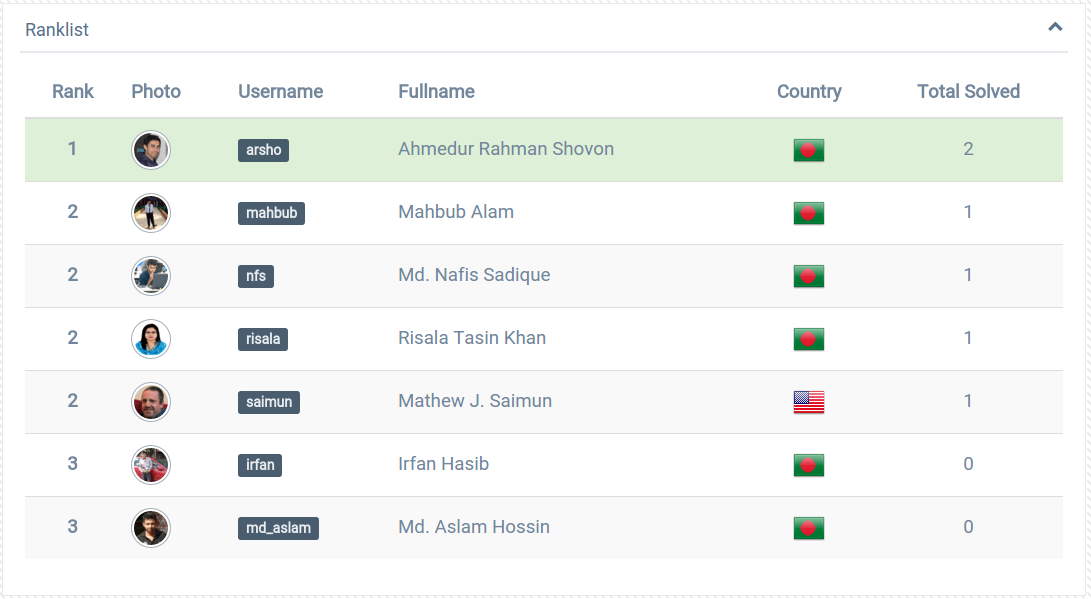 Ranklist
Rank Photo Username Fullname Country Total Solved
1 arsho Ahmedur Rahman Shovon 2
2 mahbub Mahbub Alam 1
2 nfs Md. Nafis Sadique 1
2 risala Risala Tasin Khan 1
2 saimun Mathew J. Saimun 1
3 irfan Irfan Hasib 0
3 md_aslam Md. Aslam Hossin 0